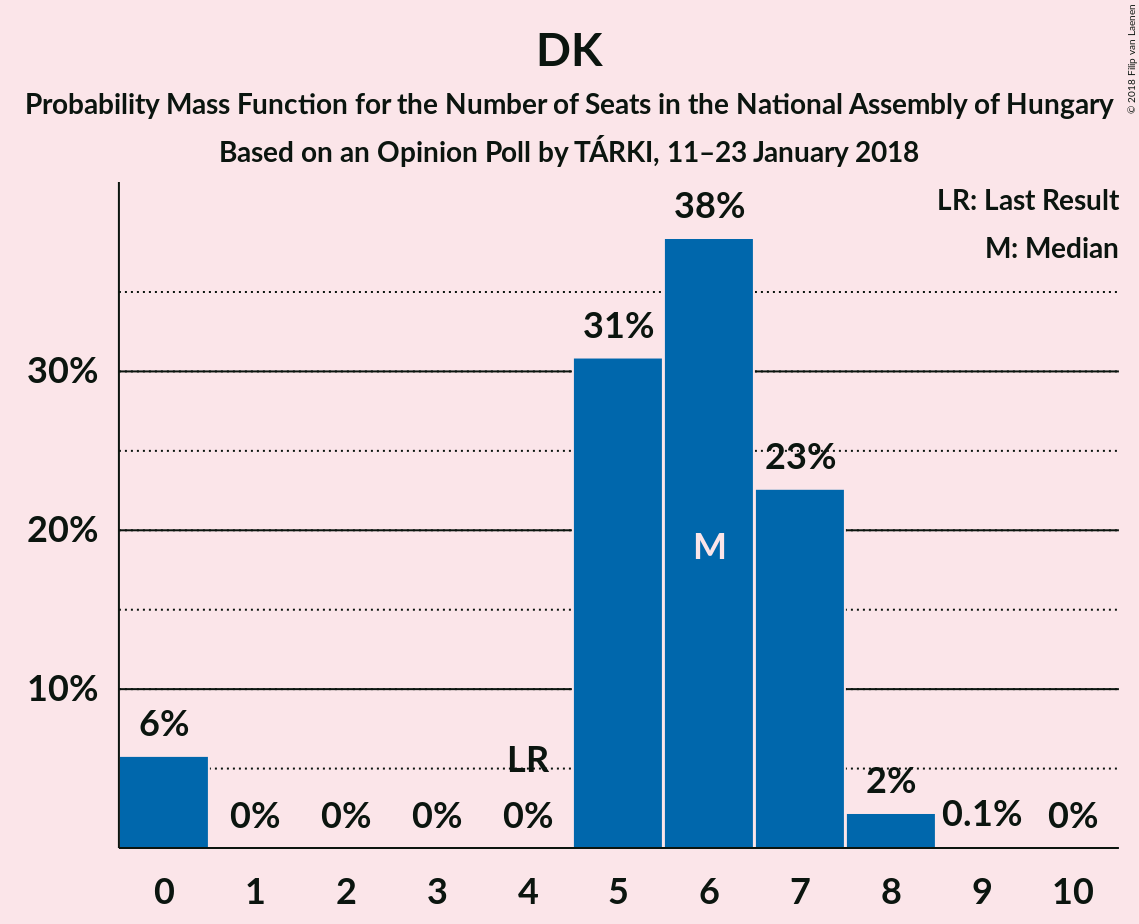 DK
Probability Mass Function for the Number of Seats in the National Assembly of Hungary
Based on an Opinion Poll by TÁRKI, 11–23 January 2018
© 2018 Filip van Laenen
LR: Last Result
M: Median
38%
31%
30%
23%
20%
M
10%
6%
LR
2%
0%
0%
0%
0%
0.1%
0%
0 1 2 3 4 5 6 7 8 9 10